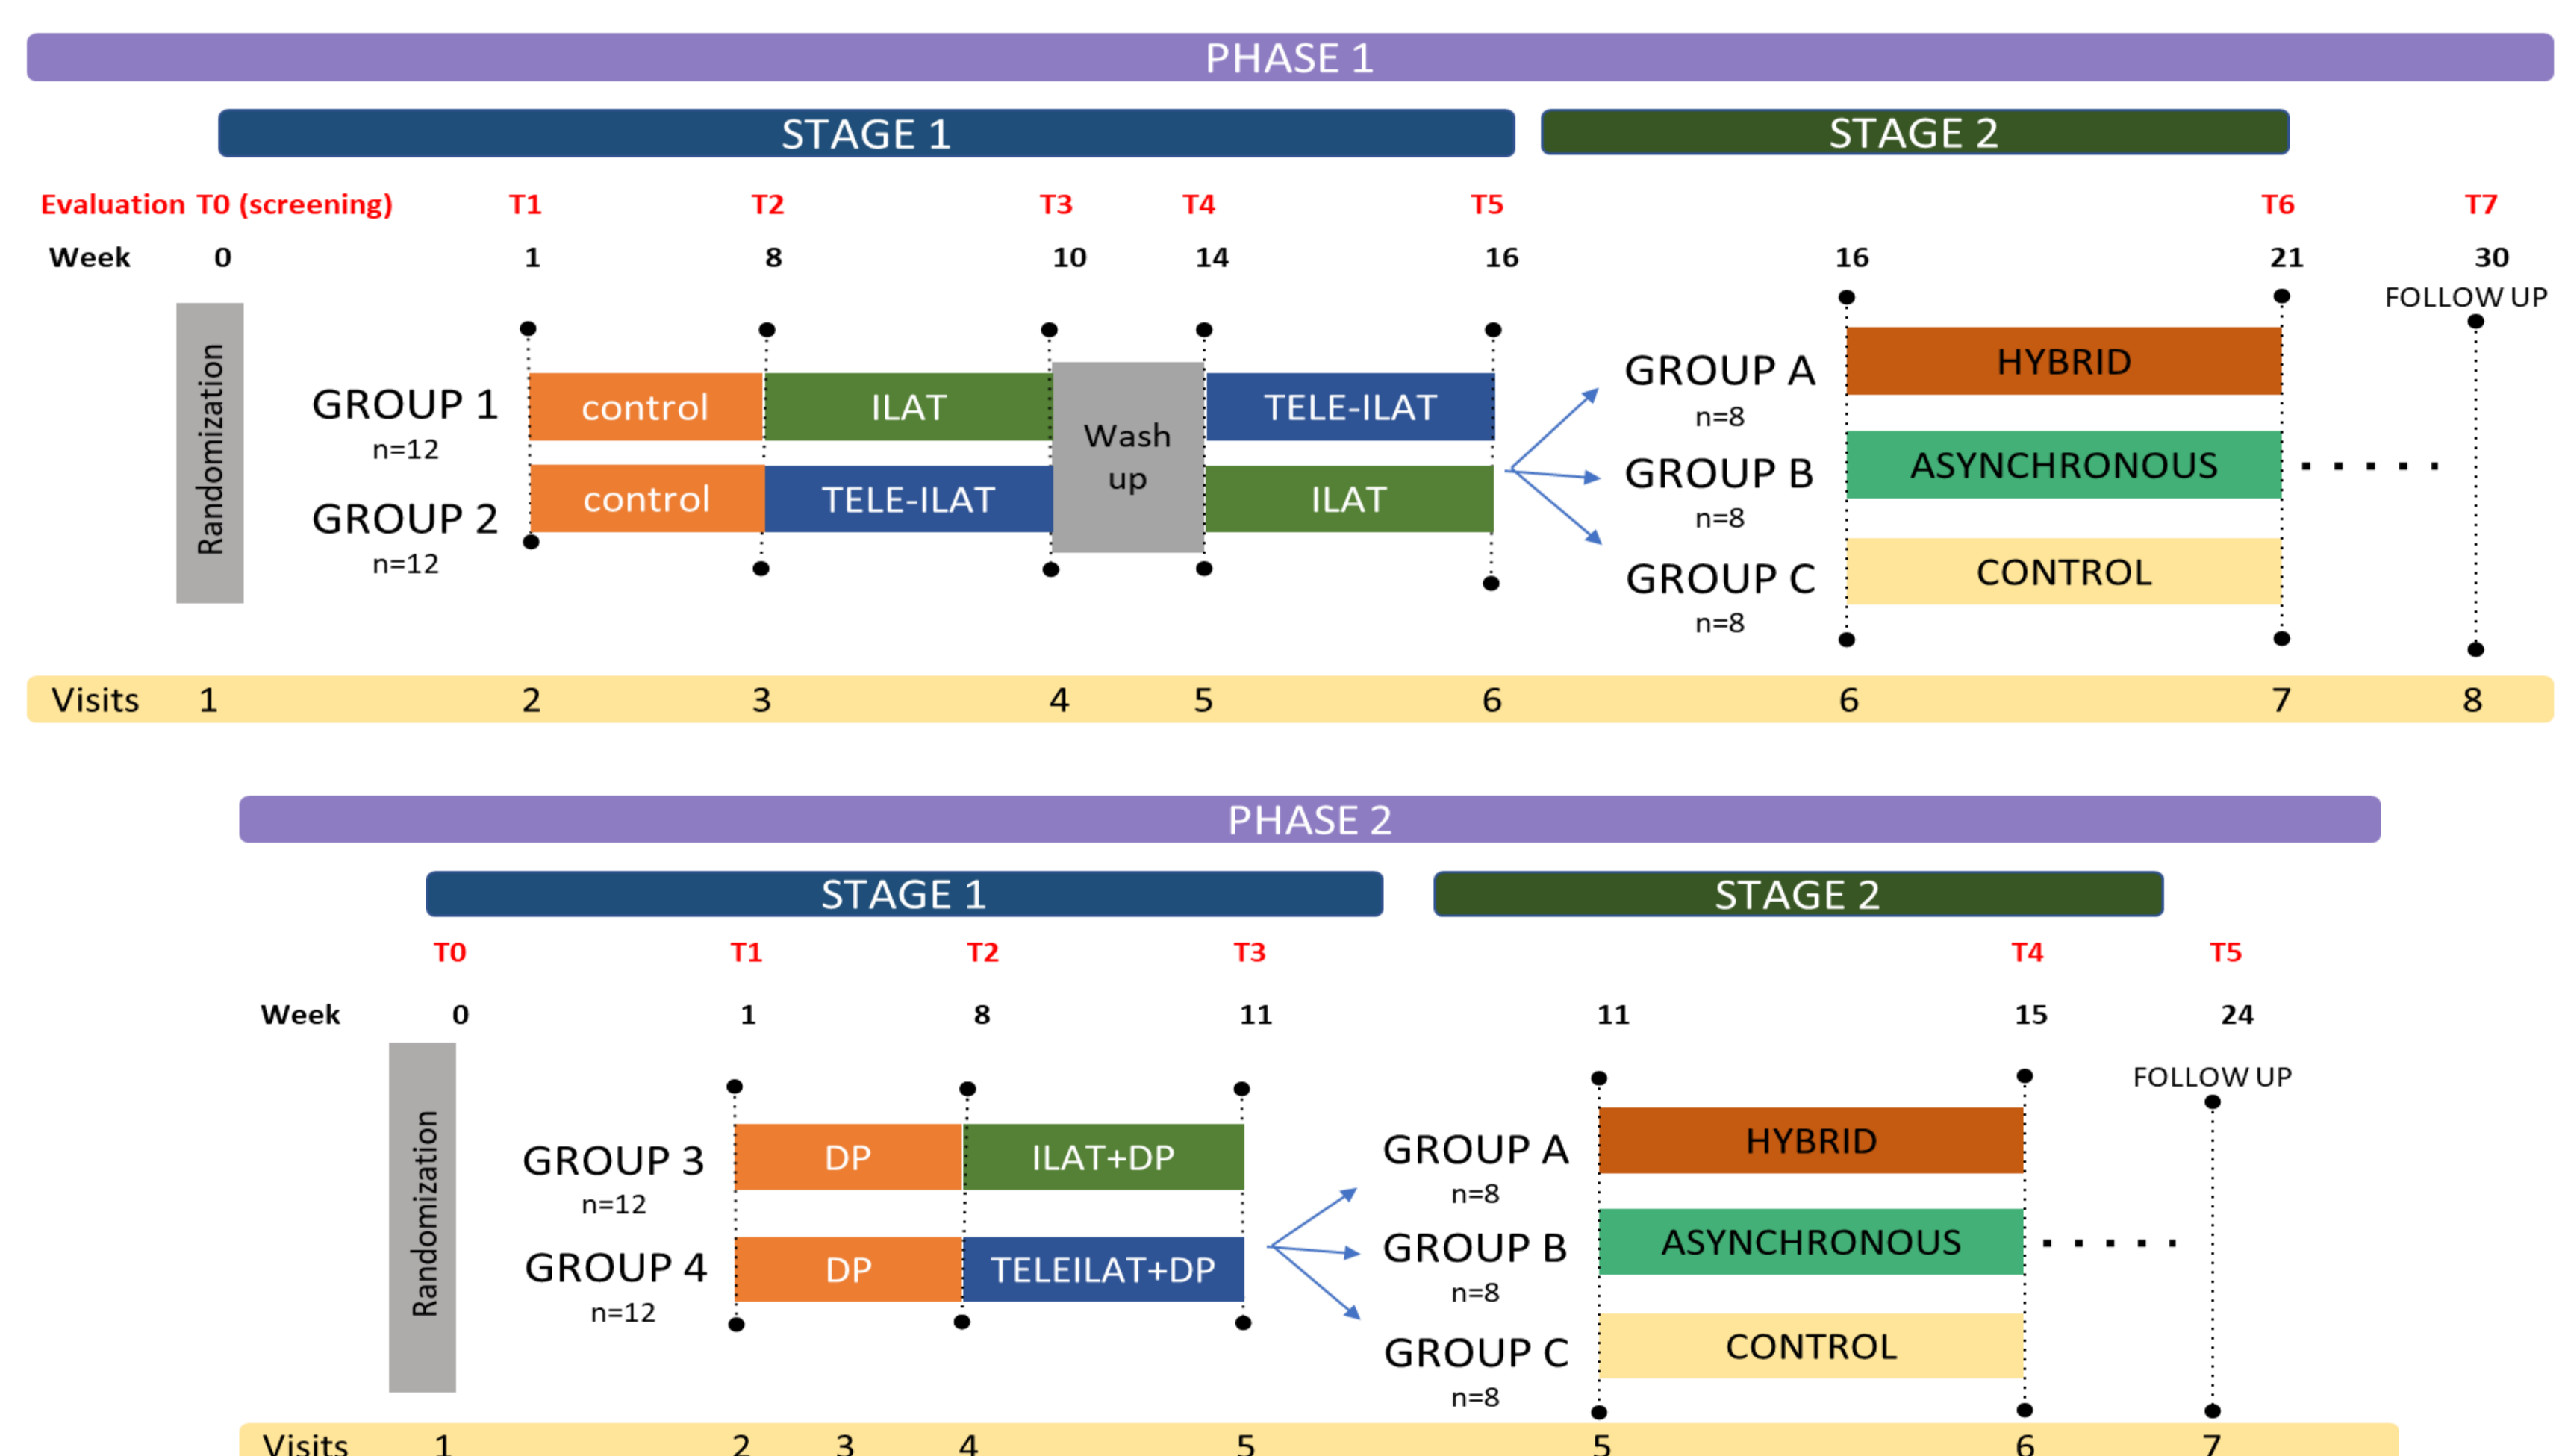 PHASE 1
STAGE 1 STAGE 2
Evaluation T0 (screening) T1 T2 T3 T4 T5 T6 T7
Week 0 1 8 10 14 16 16 21 30
FOLLOW UP
Randomization
GROUP 1
n=12
control ILAT TELE-ILAT
Wash
up
GROUP 2
n=12
control TELE-ILAT ILAT
GROUP A
n=8
HYBRID
GROUP B
n=8
ASYNCHRONOUS
GROUP C
n=8
CONTROL
Visits 1 2 3 4 5 6 6 7 8
PHASE 2
STAGE 1 STAGE 2
T0 T1 T2 T3 T4 T5
Week 0 1 8 11 11 15 24
FOLLOW UP
Randomization
GROUP 3
n=12
DP ILAT+DP
GROUP 4
n=12
DP TELEILAT+DP
GROUP A
n=8
HYBRID
GROUP B
n=8
ASYNCHRONOUS
GROUP C
n=8
CONTROL
Visits 1 2 3 4 5 5 6 7